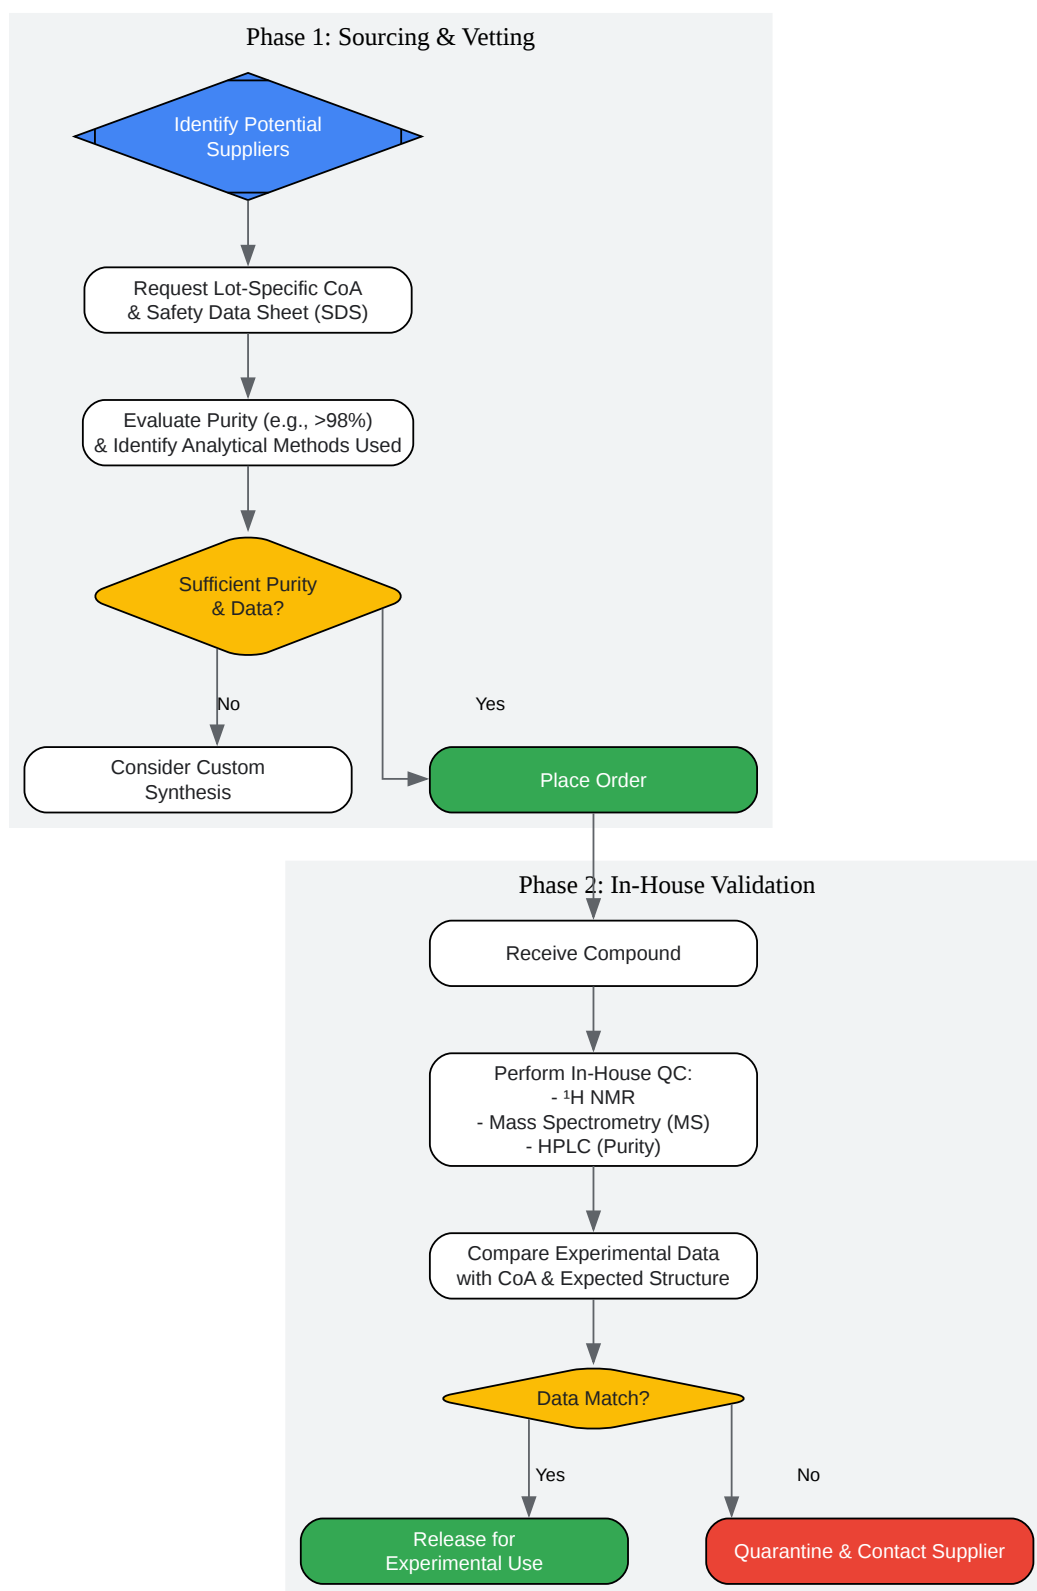 Phase 1: Sourcing & Vetting
Identify Potential
Suppliers
Request Lot-Specific CoA
& Safety Data Sheet (SDS)
Evaluate Purity (e.g., >98%)
& Identify Analytical Methods Used
Sufficient Purity
& Data?
No
Yes
Consider Custom
Synthesis
Place Order
Phase 2: In-House Validation
Receive Compound
Perform In-House QC:
- ¹H NMR
- Mass Spectrometry (MS)
- HPLC (Purity)
Compare Experimental Data
with CoA & Expected Structure
Data Match?
Yes
No
Release for
Experimental Use
Quarantine & Contact Supplier